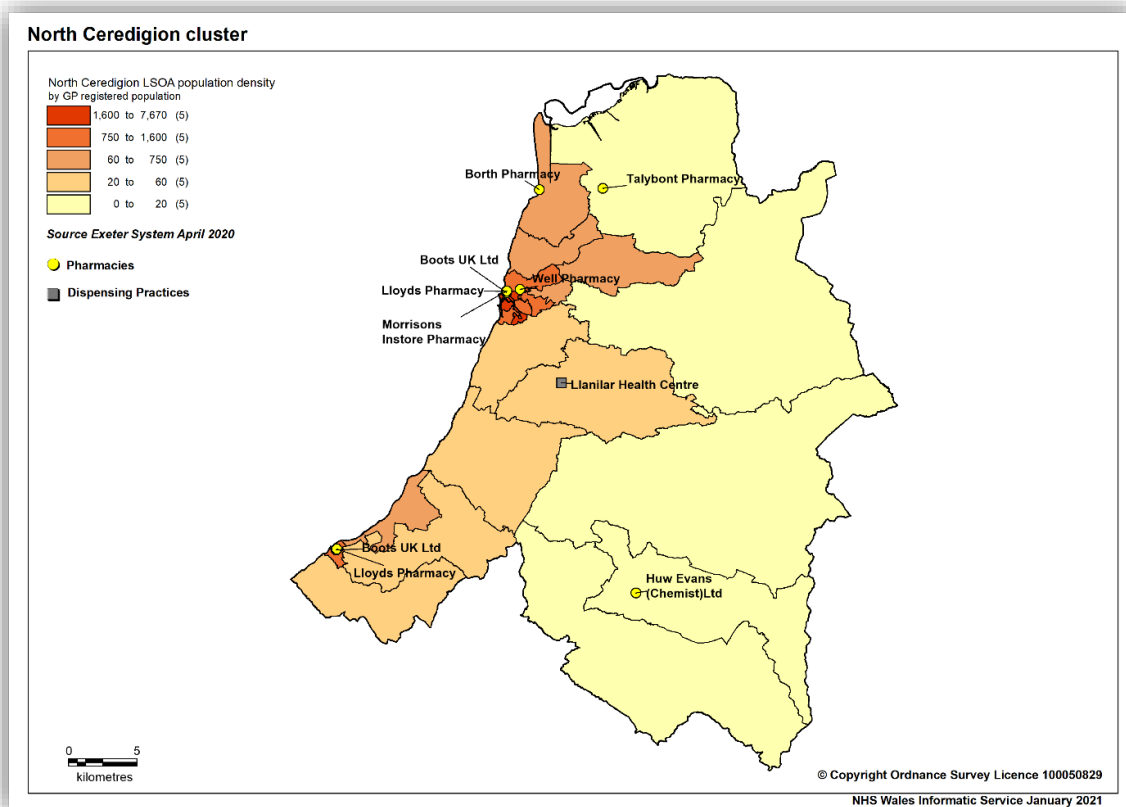 North Ceredigion cluster
North Ceredigion LSOA population density
by GP registered population
1,600 to 7,670 (5)
750 to 1,600 (5)
60 to 750 (5)
20 to 60 (5)
0 to 20 (5)
Source Exeter System April 2020
Pharmacies
Dispensing Practices
Borth Pharmacy
Talybont Pharmacy
Boots UK Ltd
Well Pharmacy
Lloyds Pharmacy
Morrisons
Instore Pharmacy
Llanilar Health Centre
Boots UK Ltd
Lloyds Pharmacy
Huw Evans
(Chemist)Ltd
0 5
kilometres
© Copyright Ordnance Survey Licence 100050829
NHS Wales Informatic Service January 2021